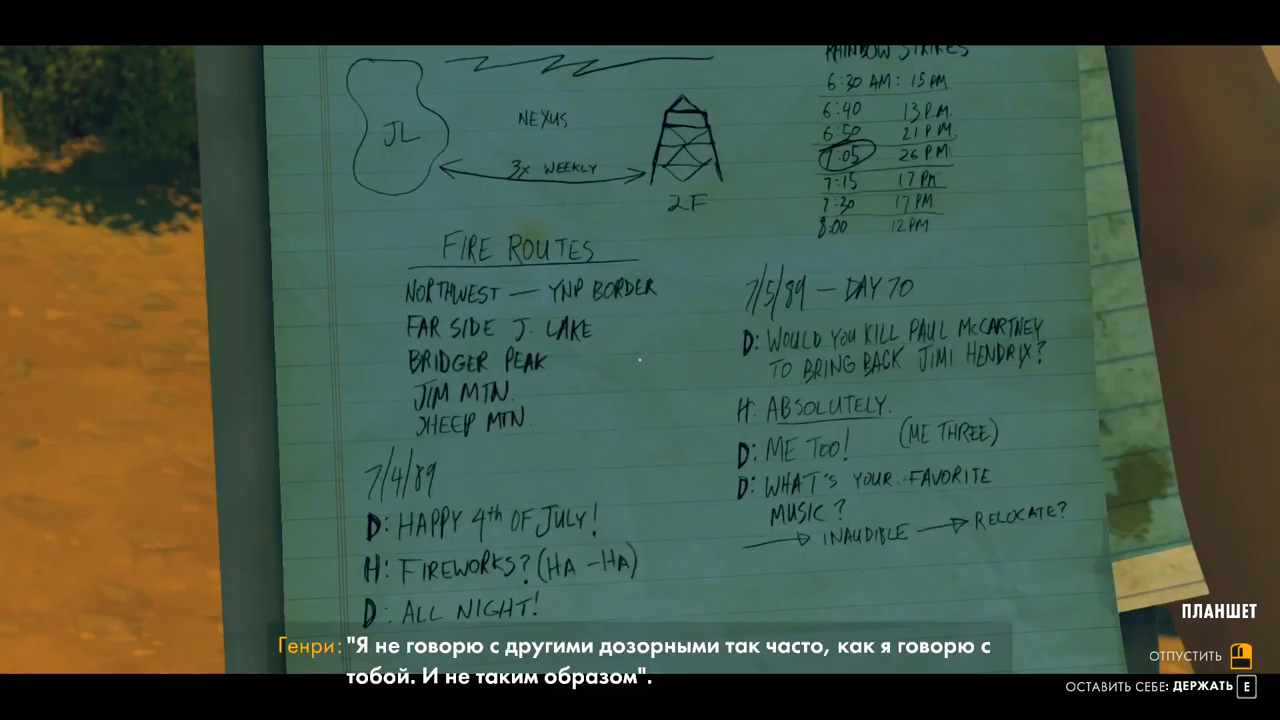 JL
NEXUS
3X WEEKLY
2F
RAINBOW STRIKES
6:30 AM: 15 PM
6:40 13 P.M.
6:50 21 P.M.
7:05 26 P.M
7:15 17 PM
7:30 17 PM
8:00 12 PM
FIRE ROUTES
NORTHWEST — YNP BORDER
FAR SIDE J. LAKE
BRIDGER PEAK
JIM MTN.
SHEEP MTN.
7/4/89
D: HAPPY 4th OF JULY!
H: FIREWORKS? (HA-HA)
D: ALL NIGHT!
7/5/89 — DAY 70
D: WOULD YOU KILL PAUL McCARTNEY
TO BRING BACK JIMI HENDRIX?
H: ABSOLUTELY.
D: ME TOO! (ME THREE)
D: WHAT'S YOUR FAVORITE
MUSIC?
→ INAUDIBLE → RELOCATE?
Генри: "Я не говорю с другими дозорными так часто, как я говорю с
тобой. И не таким образом".
ПЛАНШЕТ
ОТПУСТИТЬ
ОСТАВИТЬ СЕБЕ: ДЕРЖАТЬ E